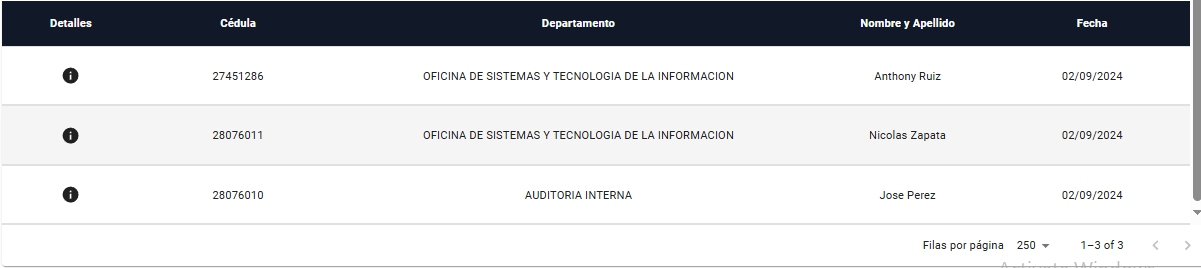 Detalles Cédula Departamento Nombre y Apellido Fecha
27451286 OFICINA DE SISTEMAS Y TECNOLOGIA DE LA INFORMACION Anthony Ruiz 02/09/2024
28076011 OFICINA DE SISTEMAS Y TECNOLOGIA DE LA INFORMACION Nicolas Zapata 02/09/2024
28076010 AUDITORIA INTERNA Jose Perez 02/09/2024
Filas por página 250 1–3 of 3